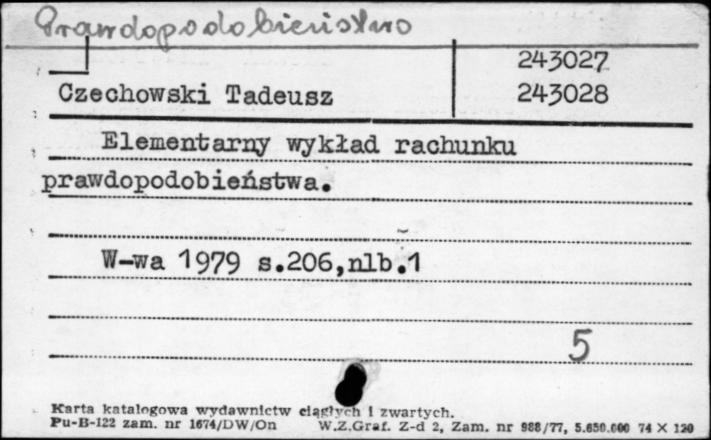 Prawdopodobieństwo
243027
Czechowski Tadeusz 243028
Elementarny wykład rachunku
prawdopodobieństwa.
W-wa 1979 s.206,nlb.1
5
Karta katalogowa wydawnictw ciągłych i zwartych.
Pu-B-122 zam. nr 1674/DW/On W.Z.Graf. Z-d 2, Zam. nr 988/77, 5.650.000 74 X 120